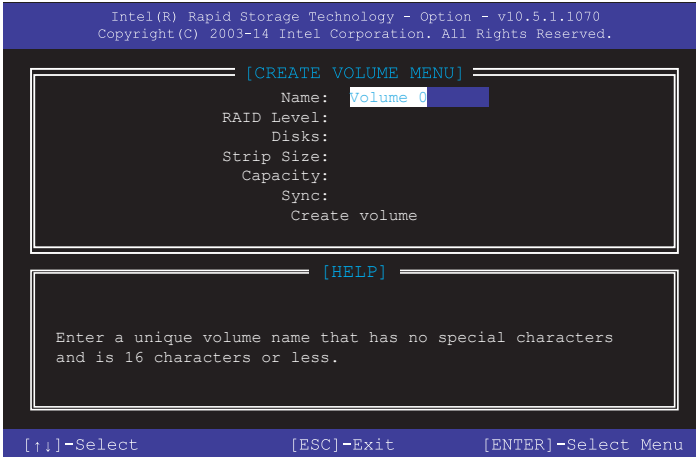 Intel(R) Rapid Storage Technology - Option - v10.5.1.1070
Copyright(C) 2003-14 Intel Corporation. All Rights Reserved.
[CREATE VOLUME MENU]
Name: Volume 0
RAID Level:
Disks:
Strip Size:
Capacity:
Sync:
Create volume
[HELP]
Enter a unique volume name that has no special characters
and is 16 characters or less.
[↑↓]-Select [ESC]-Exit [ENTER]-Select Menu